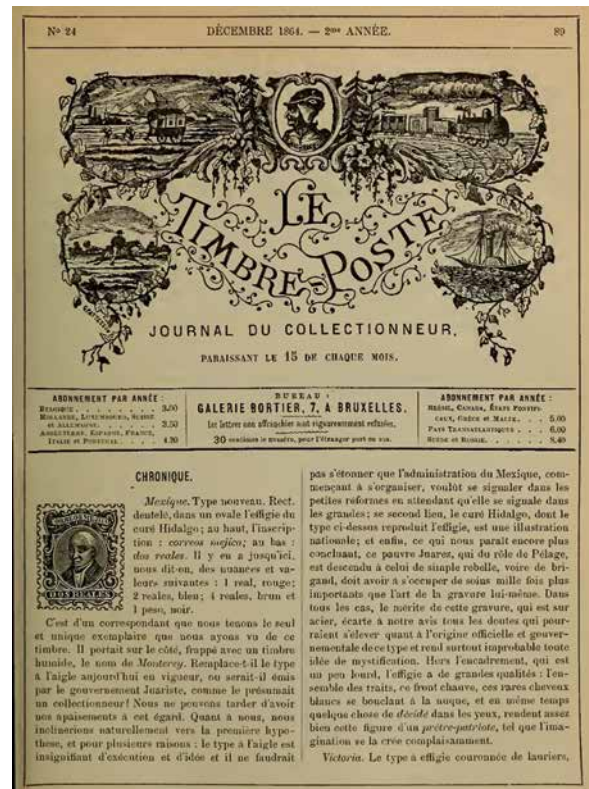 No 24
DÉCEMBRE 1864. — 2me ANNÉE.
89
LE
TIMBRE-POSTE
JOURNAL DU COLLECTIONNEUR,
PARAISSANT LE 15 DE CHAQUE MOIS.
ABONNEMENT PAR ANNÉE :
BELGIQUE . . . . . . . . 3.00
HOLLANDE, LUXEMBOURG, SUISSE
et ALLEMAGNE. . . . . . 3.50
ANGLETERRE, ESPAGNE, FRANCE,
ITALIE et PORTUGAL. . . . 4.20
BUREAU :
GALERIE BORTIER, 7, A BRUXELLES.
Les lettres non affranchies sont rigoureusement refusées.
30 centimes le numéro, pour l'étranger port en sus.
ABONNEMENT PAR ANNÉE :
BRÉSIL, CANADA, ÉTATS PONTIFI-
CAUX, GRÈCE et MALTE. . . 5.00
PAYS TRANSATLANTIQUES . . 6.00
SUÈDE et RUSSIE. . . . . 8.40
CHRONIQUE.
DOS REALES
Mexique. Type nouveau. Rect.
dentelé, dans un ovale l'effigie du
curé Hidalgo; au haut, l'inscrip-
tion : correos mejico; au bas :
dos reales. Il y en a jusqu'ici,
nous dit-on, des nuances et va-
leurs suivantes : 1 real, rouge;
2 reales, bleu; 4 reales, brun et
1 peso, noir.
C'est d'un correspondant que nous tenons le seul
et unique exemplaire que nous ayons vu de ce
timbre. Il portait sur le côté, frappé avec un timbre
humide, le nom de Monterey. Remplace-t-il le type
à l'aigle aujourd'hui en vigueur, ou serait-il émis
par le gouvernement Juariste, comme le présumait
un collectionneur! Nous ne pouvons tarder d'avoir
nos apaisements à cet égard. Quant à nous, nous
inclinerions naturellement vers la première hypo-
thèse, et pour plusieurs raisons : le type à l'aigle est
insignifiant d'exécution et d'idée et il ne faudrait
pas s'étonner que l'administration du Mexique, com-
mençant à s'organiser, voulût se signaler dans les
petites réformes en attendant qu'elle se signale dans
les grandes; se second lieu, le curé Hidalgo, dont le
type ci-dessus reproduit l'effigie, est une illustration
nationale; et enfin, ce qui nous paraît encore plus
concluant, ce pauvre Juarez, qui du rôle de Pélage,
est descendu à celui de simple rebelle, voire de bri-
gand, doit avoir à s'occuper de soins mille fois plus
importants que l'art de la gravure lui-même. Dans
tous les cas, le mérite de cette gravure, qui est sur
acier, écarte à notre avis tous les doutes qui pour-
raient s'élever quant à l'origine officielle et gouver-
nementale de ce type et rend surtout improbable toute
idée de mystification. Hors l'encadrement, qui est
un peu lourd, l'effigie a de grandes qualités : l'en-
semble des traits, ce front chauve, ces rares cheveux
blancs se bouclant à la nuque, et en même temps
quelque chose de décidé dans les yeux, rendent assez
bien cette figure d'un prêtre-patriote, tel que l'ima-
gination se la crée complaisamment.
Victoria. Le type à effigie couronnée de lauriers,